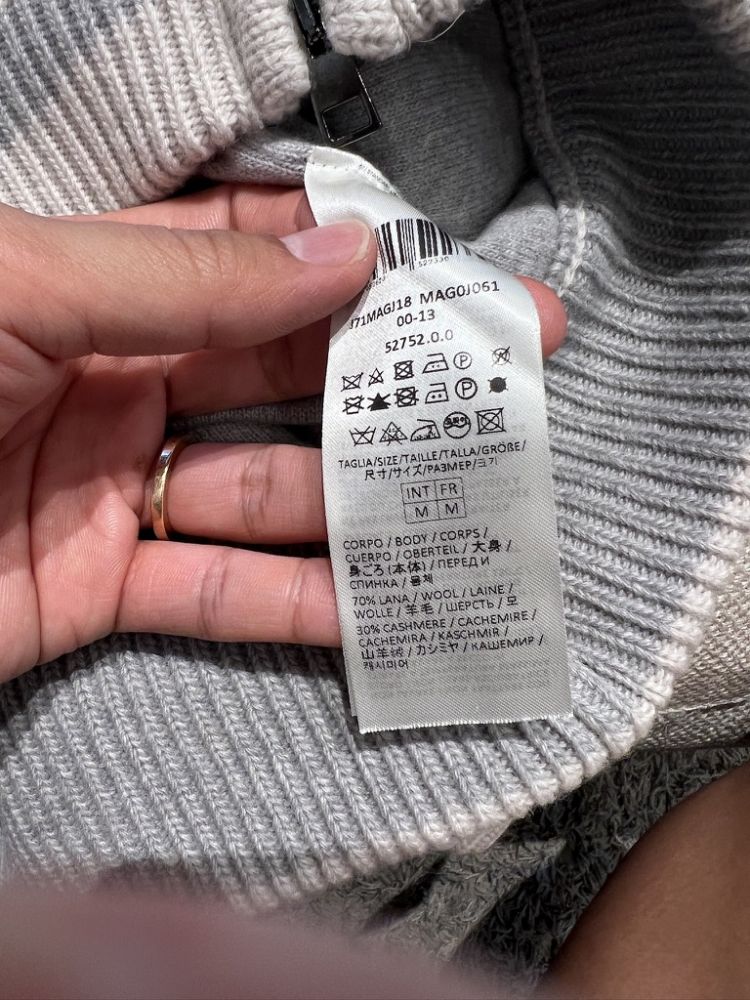 527330
J71MAGJ18 MAG0J061
00-13
52752.0.0
TAGLIA/SIZE/TAILLE/TALLA/GRÖßE/
尺寸/サイズ/РАЗМЕР/크기
INT FR
M M
CORPO / BODY / CORPS /
CUERPO / OBERTEIL / 大身 /
身ごろ (本体) / ПЕРЕД И
СПИНКА / 몸체
70% LANA / WOOL / LAINE /
WOLLE / 羊毛 / ШЕРСТЬ / 모
30% CASHMERE / CACHEMIRE /
CACHEMIRA / KASCHMIR /
山羊绒 / カシミヤ / КАШЕМИР /
캐시미어